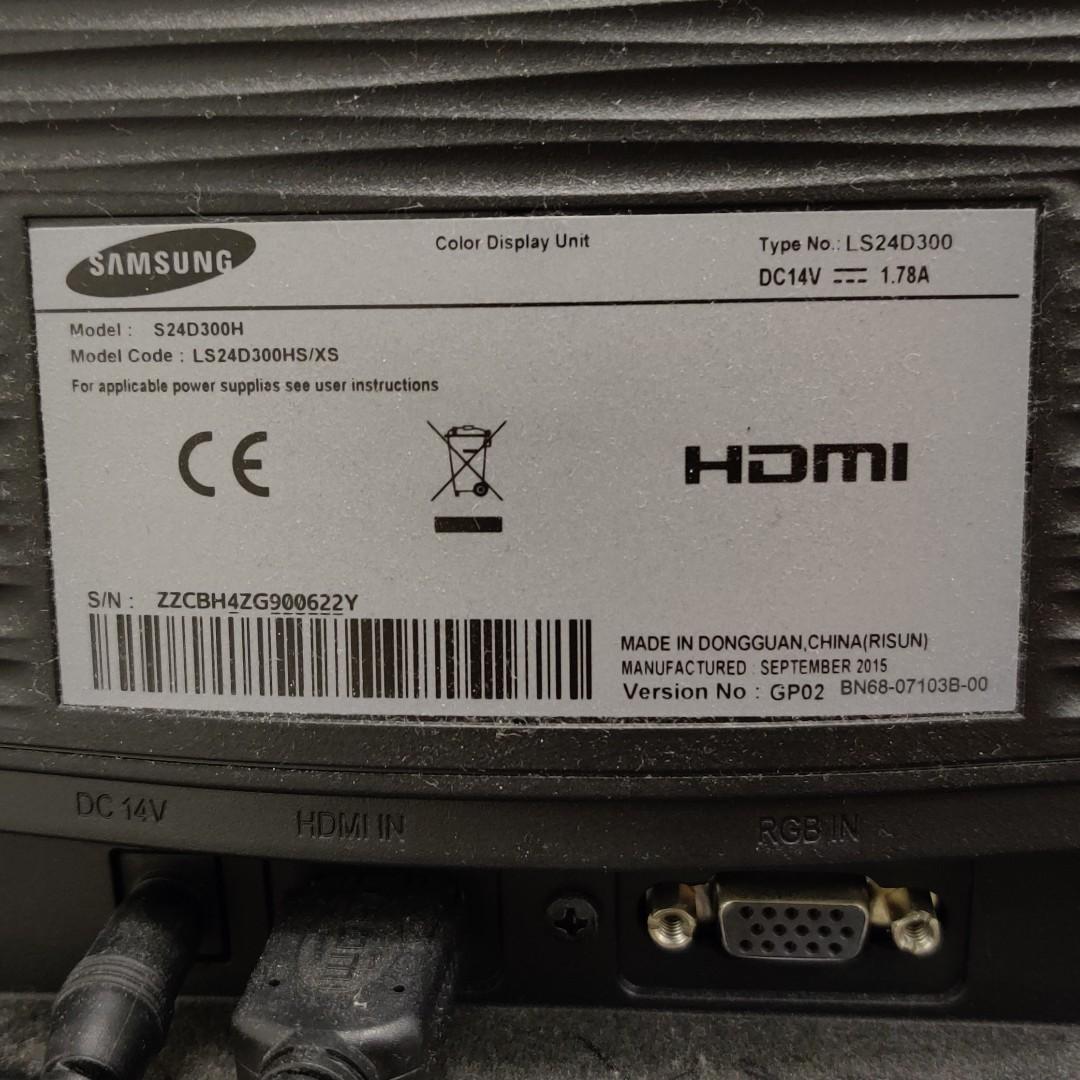 SAMSUNG
Color Display Unit
Type No.: LS24D300
DC14V 1.78A
Model : S24D300H
Model Code : LS24D300HS/XS
For applicable power supplias see user instructions
CE
HDMI
S/N : ZZCBH4ZG900622Y
MADE IN DONGGUAN,CHINA(RISUN)
MANUFACTURED : SEPTEMBER 2015
Version No : GP02 BN68-07103B-00
DC 14V
HDMI IN
RGB IN
HDMI